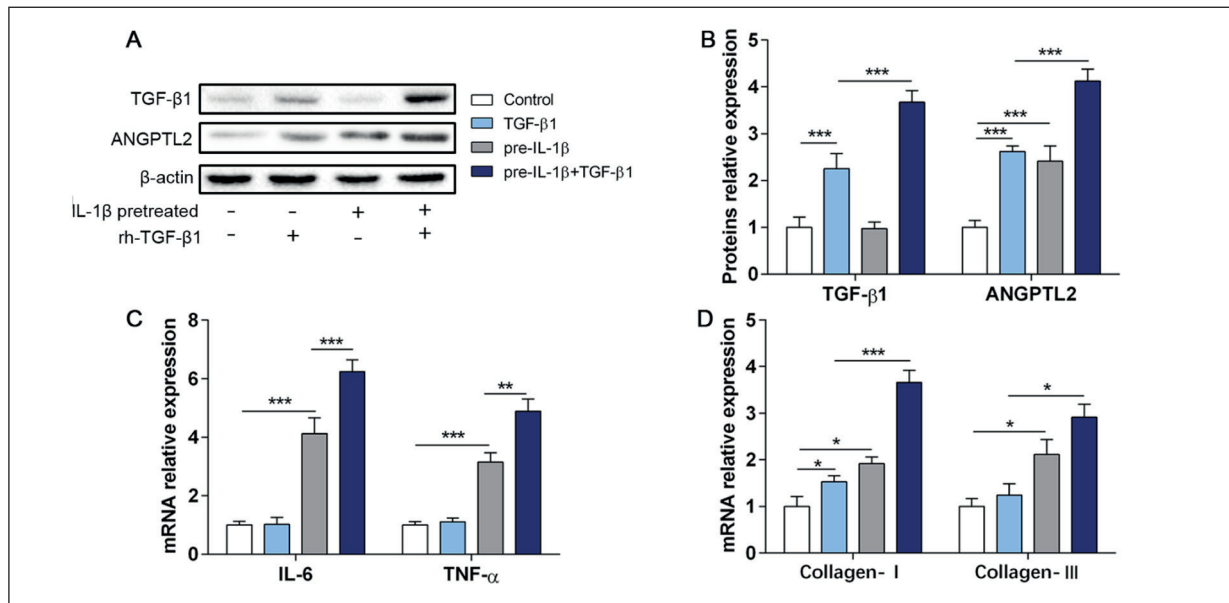 A
TGF-β1
ANGPTL2
β-actin
IL-1β pretreated - - + +
rh-TGF-β1 - + - +
Control
TGF-β1
pre-IL-1β
pre-IL-1β+TGF-β1
B
Proteins relative expression
5
4
3
2
1
0
***
***
***
***
***
TGF-β1
ANGPTL2
C
mRNA relative expression
8
6
4
2
0
***
***
***
**
IL-6
TNF-α
D
mRNA relative expression
5
4
3
2
1
0
*
*
***
*
*
Collagen- I
Collagen- III